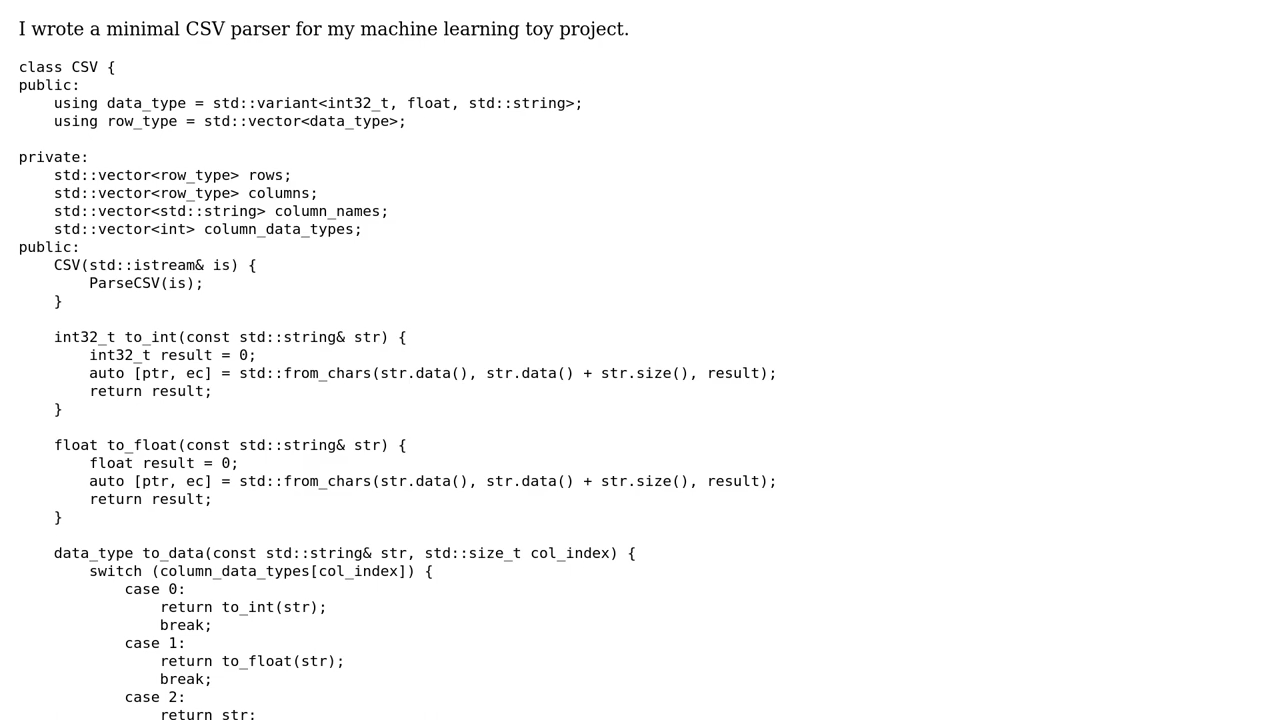 I wrote a minimal CSV parser for my machine learning toy project.
class CSV {
public:
    using data_type = std::variant<int32_t, float, std::string>;
    using row_type = std::vector<data_type>;

private:
    std::vector<row_type> rows;
    std::vector<row_type> columns;
    std::vector<std::string> column_names;
    std::vector<int> column_data_types;
public:
    CSV(std::istream& is) {
        ParseCSV(is);
    }

    int32_t to_int(const std::string& str) {
        int32_t result = 0;
        auto [ptr, ec] = std::from_chars(str.data(), str.data() + str.size(), result);
        return result;
    }

    float to_float(const std::string& str) {
        float result = 0;
        auto [ptr, ec] = std::from_chars(str.data(), str.data() + str.size(), result);
        return result;
    }

    data_type to_data(const std::string& str, std::size_t col_index) {
        switch (column_data_types[col_index]) {
            case 0:
                return to_int(str);
                break;
            case 1:
                return to_float(str);
                break;
            case 2:
                return str;